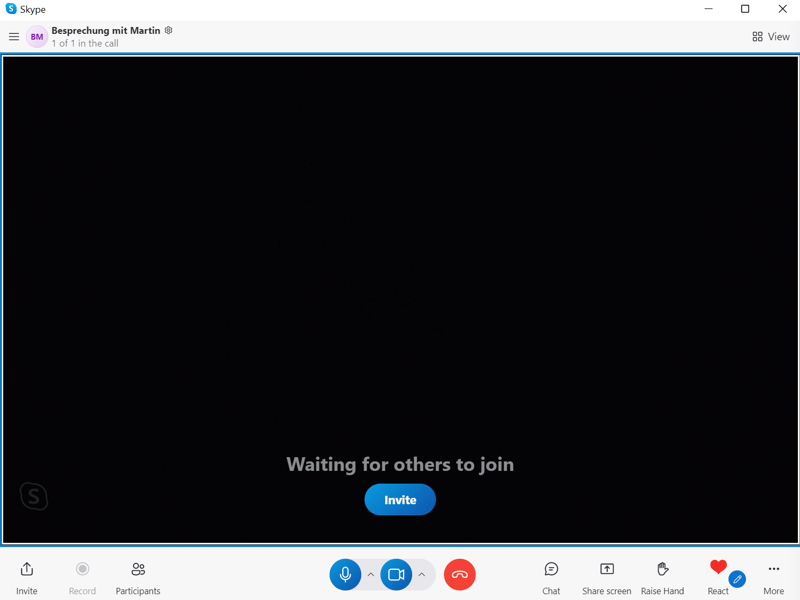 Skype
BM
Besprechung mit Martin
1 of 1 in the call
View
Waiting for others to join
Invite
S
Invite
Record
Participants
Chat
Share screen
Raise Hand
React
More